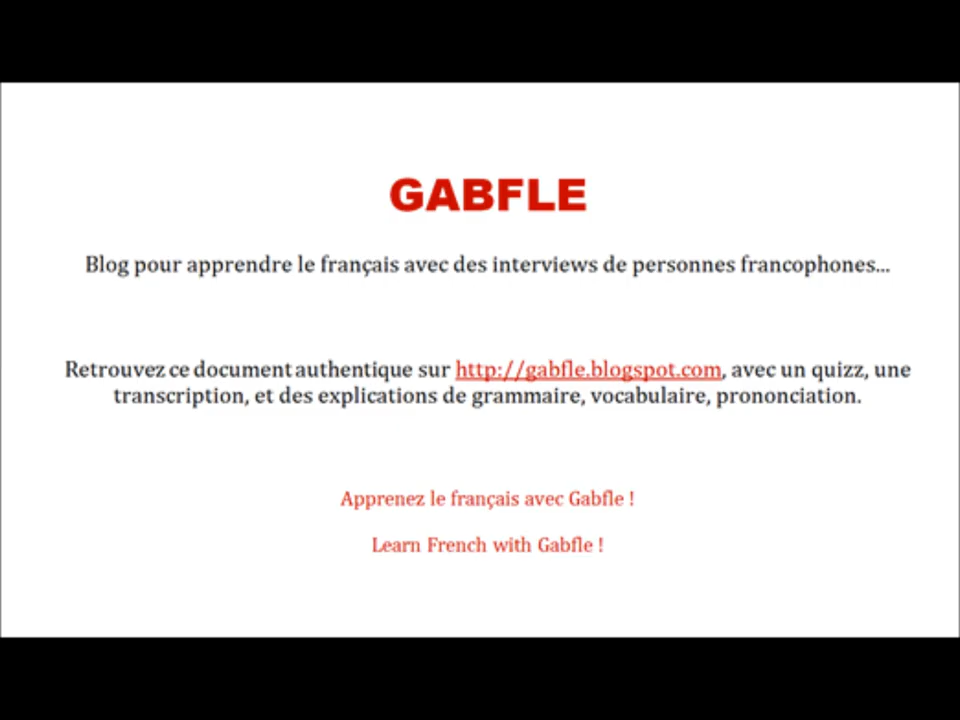 GABFLE
Blog pour apprendre le français avec des interviews de personnes francophones...
Retrouvez ce document authentique sur http://gabfle.blogspot.com, avec un quizz, une
transcription, et des explications de grammaire, vocabulaire, prononciation.
Apprenez le français avec Gabfle !
Learn French with Gabfle !